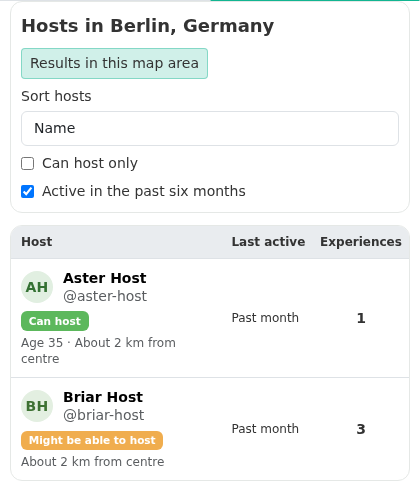 Hosts in Berlin, Germany
Results in this map area
Sort hosts
Name
Can host only
Active in the past six months
Host Last active Experiences
AH Aster Host
@aster-host
Can host
Age 35 · About 2 km from
centre
Past month 1
BH Briar Host
@briar-host
Might be able to host
About 2 km from centre
Past month 3